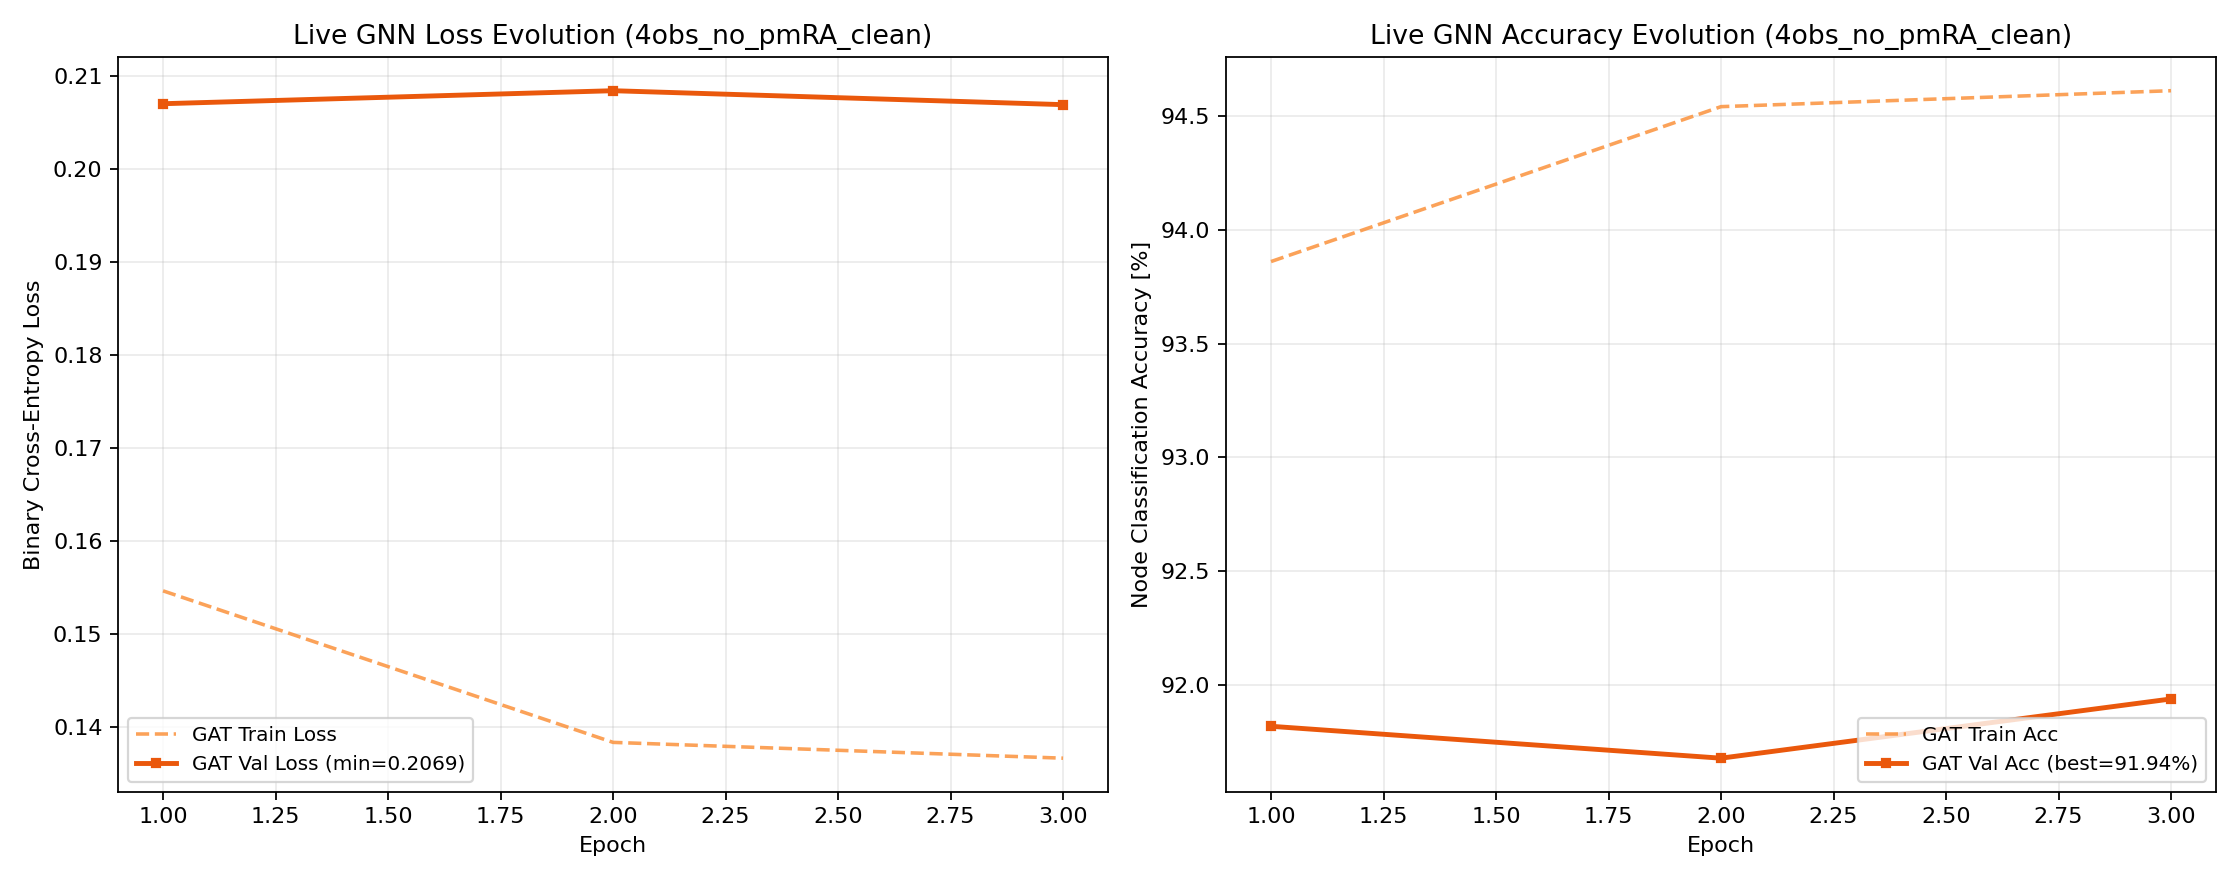 Live GNN Loss Evolution (4obs_no_pmRA_clean)
Binary Cross-Entropy Loss
0.21
0.20
0.19
0.18
0.17
0.16
0.15
0.14
GAT Train Loss
GAT Val Loss (min=0.2069)
1.00 1.25 1.50 1.75 2.00 2.25 2.50 2.75 3.00
Epoch
Live GNN Accuracy Evolution (4obs_no_pmRA_clean)
Node Classification Accuracy [%]
94.5
94.0
93.5
93.0
92.5
92.0
GAT Train Acc
GAT Val Acc (best=91.94%)
1.00 1.25 1.50 1.75 2.00 2.25 2.50 2.75 3.00
Epoch